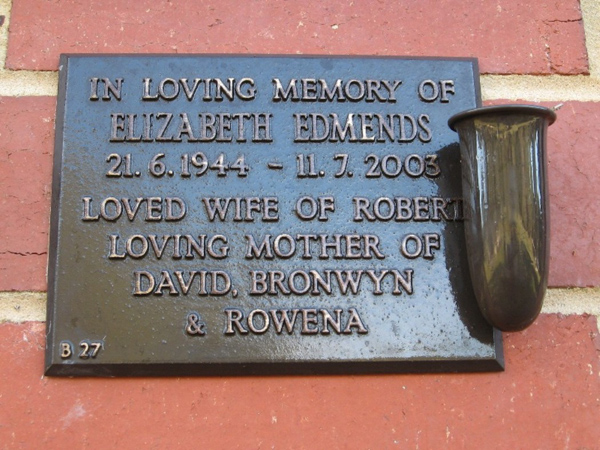 IN LOVING MEMORY OF
ELIZABETH EDMENDS
21.6.1944 - 11.7.2003
LOVED WIFE OF ROBERT
LOVING MOTHER OF
DAVID, BRONWYN
& ROWENA
B 27